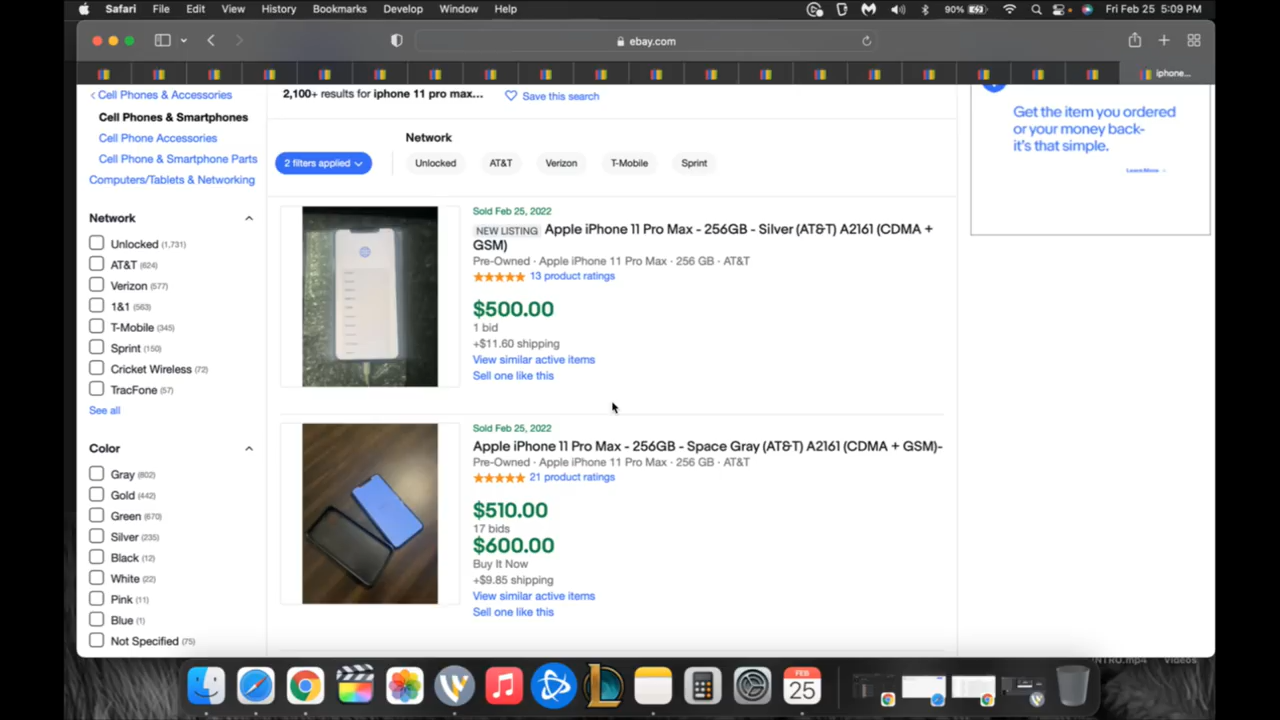 Safari File Edit View History Bookmarks Develop Window Help 90% Fri Feb 25 5:09 PM
ebay.com
iphone...
Cell Phones & Accessories
Cell Phones & Smartphones
Cell Phone Accessories
Cell Phone & Smartphone Parts
Computers/Tablets & Networking
Network
Unlocked (1,731)
AT&T (624)
Verizon (577)
1&1 (563)
T-Mobile (345)
Sprint (150)
Cricket Wireless (72)
TracFone (57)
See all
Color
Gray (802)
Gold (442)
Green (670)
Silver (235)
Black (12)
White (22)
Pink (11)
Blue (1)
Not Specified (75)
2,100+ results for iphone 11 pro max... Save this search
Network
2 filters applied Unlocked AT&T Verizon T-Mobile Sprint
Sold Feb 25, 2022
NEW LISTING Apple iPhone 11 Pro Max - 256GB - Silver (AT&T) A2161 (CDMA +
GSM)
Pre-Owned · Apple iPhone 11 Pro Max · 256 GB · AT&T
13 product ratings
$500.00
1 bid
+$11.60 shipping
View similar active items
Sell one like this
Sold Feb 25, 2022
Apple iPhone 11 Pro Max - 256GB - Space Gray (AT&T) A2161 (CDMA + GSM)-
Pre-Owned · Apple iPhone 11 Pro Max · 256 GB · AT&T
21 product ratings
$510.00
17 bids
$600.00
Buy It Now
+$9.85 shipping
View similar active items
Sell one like this
Get the item you ordered
or your money back-
it's that simple.
Learn More
INTRO.mp4 Videos
FEB
25